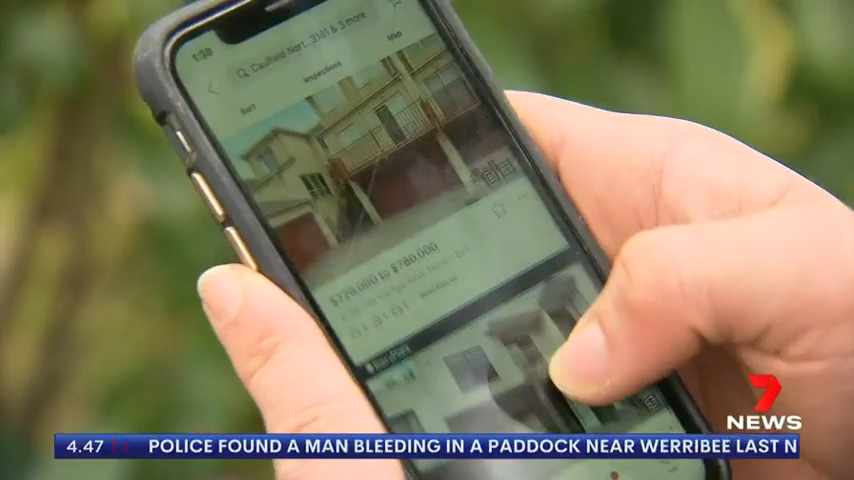 1:38
Caulfield Nort... 3161 & 3 more
Sort
Inspections
Map
$720,000 to $780,000
7
NEWS
4.47 POLICE FOUND A MAN BLEEDING IN A PADDOCK NEAR WERRIBEE LAST N